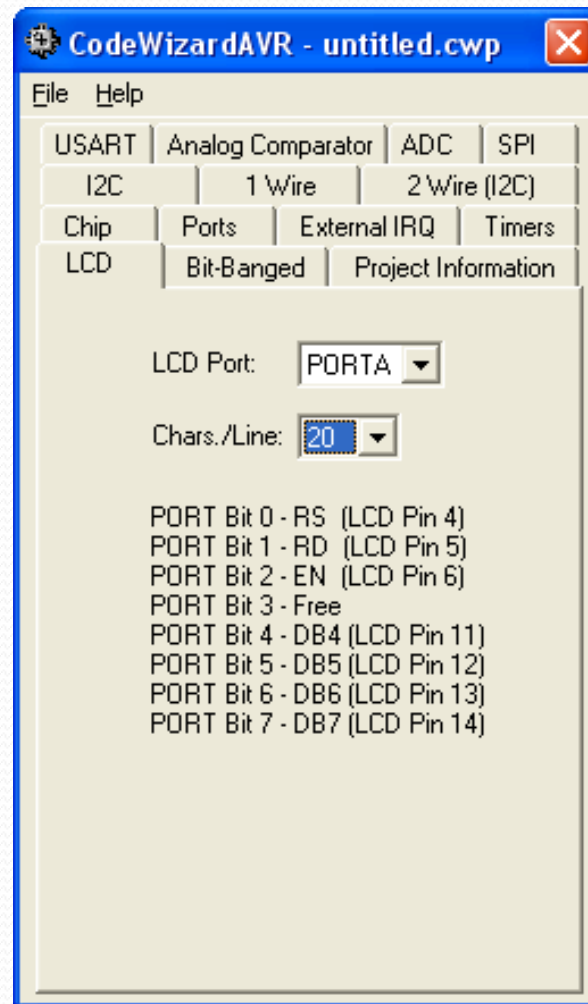 CodeWizardAVR - untitled.cwp
File Help
USART Analog Comparator ADC SPI
I2C 1 Wire 2 Wire (I2C)
Chip Ports External IRQ Timers
LCD Bit-Banged Project Information
LCD Port: PORTA
Chars./Line: 20
PORT Bit 0 - RS (LCD Pin 4)
PORT Bit 1 - RD (LCD Pin 5)
PORT Bit 2 - EN (LCD Pin 6)
PORT Bit 3 - Free
PORT Bit 4 - DB4 (LCD Pin 11)
PORT Bit 5 - DB5 (LCD Pin 12)
PORT Bit 6 - DB6 (LCD Pin 13)
PORT Bit 7 - DB7 (LCD Pin 14)